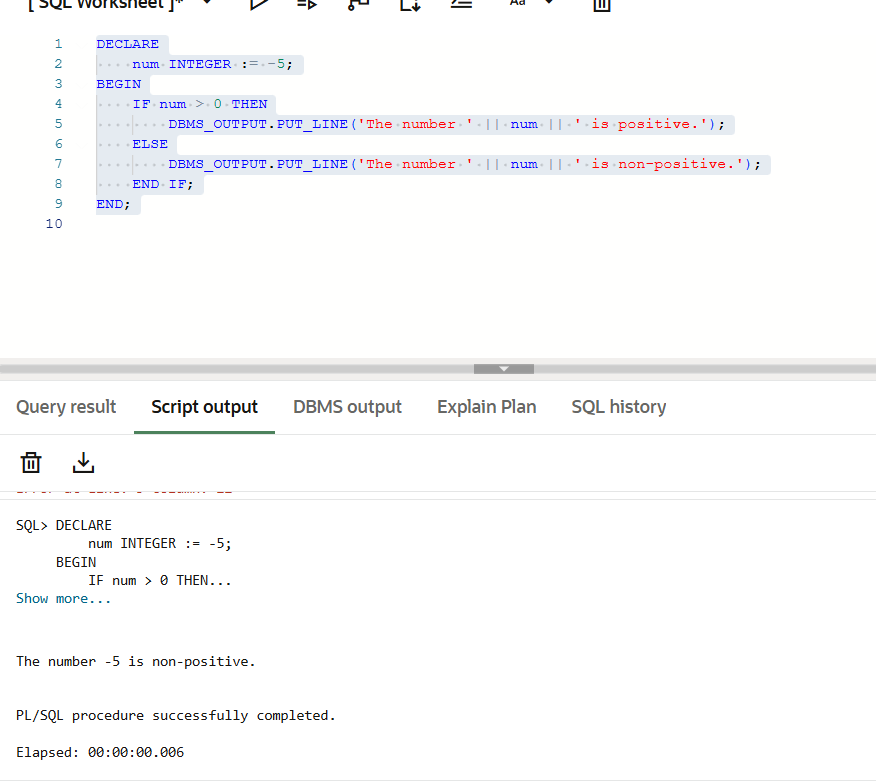 [ SQL Worksheet ]*
Aa
1 DECLARE
2     num INTEGER := -5;
3 BEGIN
4     IF num > 0 THEN
5         DBMS_OUTPUT.PUT_LINE('The number ' || num || ' is positive.');
6     ELSE
7         DBMS_OUTPUT.PUT_LINE('The number ' || num || ' is non-positive.');
8     END IF;
9 END;
10
Query result Script output DBMS output Explain Plan SQL history
SQL> DECLARE
         num INTEGER := -5;
     BEGIN
         IF num > 0 THEN...
Show more...
The number -5 is non-positive.
PL/SQL procedure successfully completed.
Elapsed: 00:00:00.006